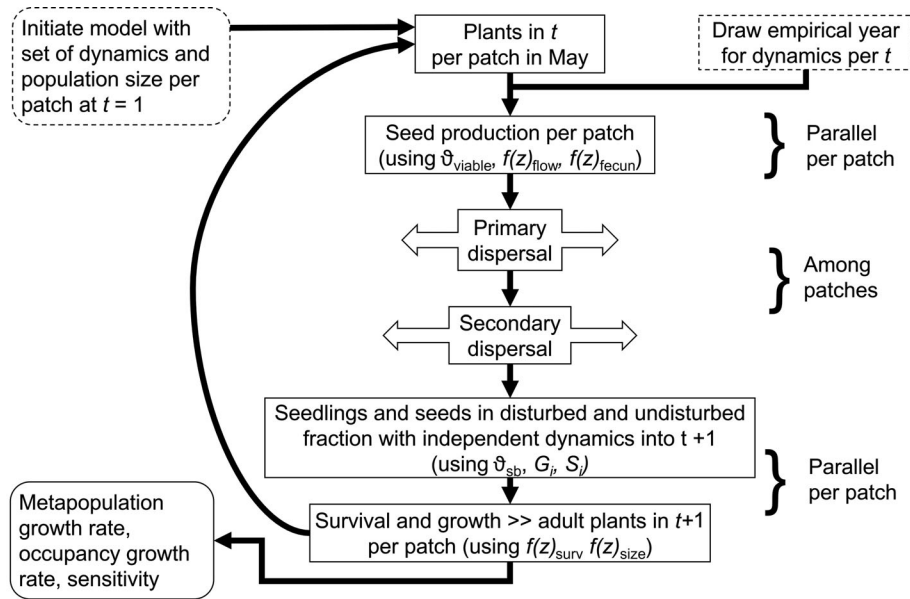 Initiate model with
set of dynamics and
population size per
patch at t = 1
Plants in t
per patch in May
Draw empirical year
for dynamics per t
Seed production per patch
(using ϑviable, f(z)flow, f(z)fecun)
} Parallel
per patch
Primary
dispersal
} Among
patches
Secondary
dispersal
Seedlings and seeds in disturbed and undisturbed
fraction with independent dynamics into t +1
(using ϑsb, Gi, Si)
} Parallel
per patch
Survival and growth >> adult plants in t+1
per patch (using f(z)surv, f(z)size)
Metapopulation
growth rate,
occupancy growth
rate, sensitivity